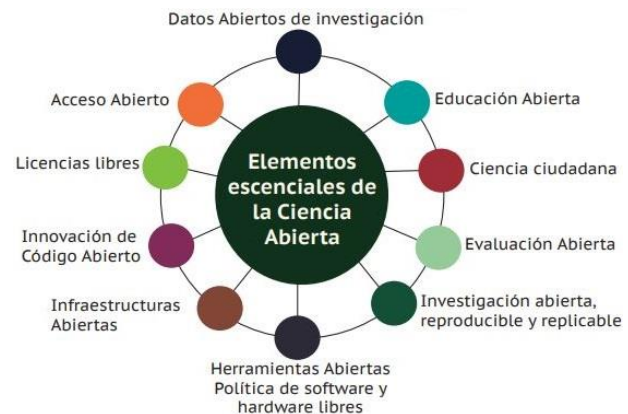 Datos Abiertos de investigación
Educación Abierta
Ciencia ciudadana
Evaluación Abierta
Investigación abierta,
reproducible y replicable
Herramientas Abiertas
Política de software y
hardware libres
Infraestructuras
Abiertas
Innovación de
Código Abierto
Licencias libres
Acceso Abierto
Elementos
escenciales de
la Ciencia
Abierta